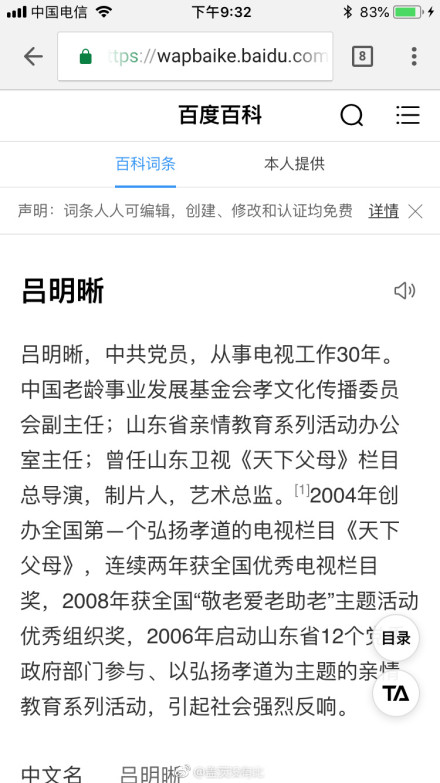 中国电信 下午9:32 83%
ttps://wapbaike.baidu.com 8
百度百科
百科词条 本人提供
声明：词条人人可编辑，创建、修改和认证均免费 详情
吕明晰
吕明晰，中共党员，从事电视工作30年。
中国老龄事业发展基金会孝文化传播委员
会副主任；山东省亲情教育系列活动办公
室主任；曾任山东卫视《天下父母》栏目
总导演，制片人，艺术总监。[1]2004年创
办全国第一个弘扬孝道的电视栏目《天下
父母》，连续两年获全国优秀电视栏目
奖，2008年获全国“敬老爱老助老”主题活动
优秀组织奖，2006年启动山东省12个党
目录
政府部门参与、以弘扬孝道为主题的亲情
TA
教育系列活动，引起社会强烈反响。
中文名 吕明晰